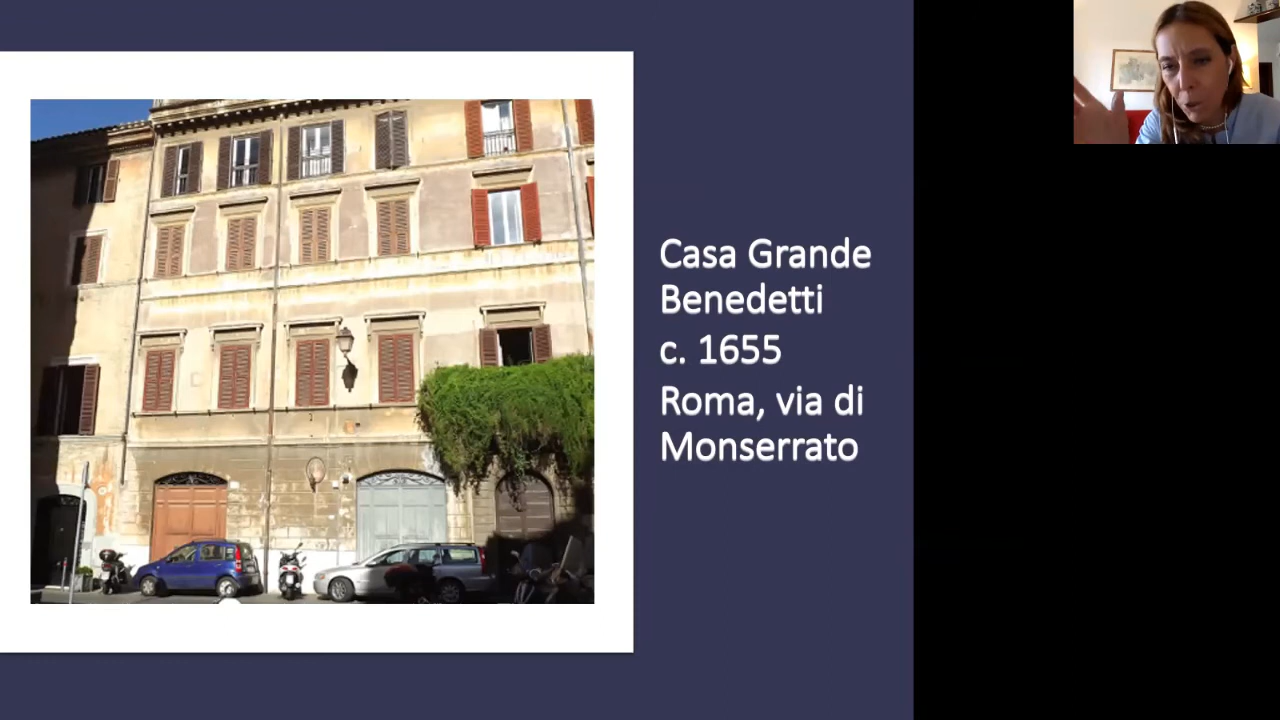 Casa Grande
Benedetti
c. 1655
Roma, via di
Monserrato